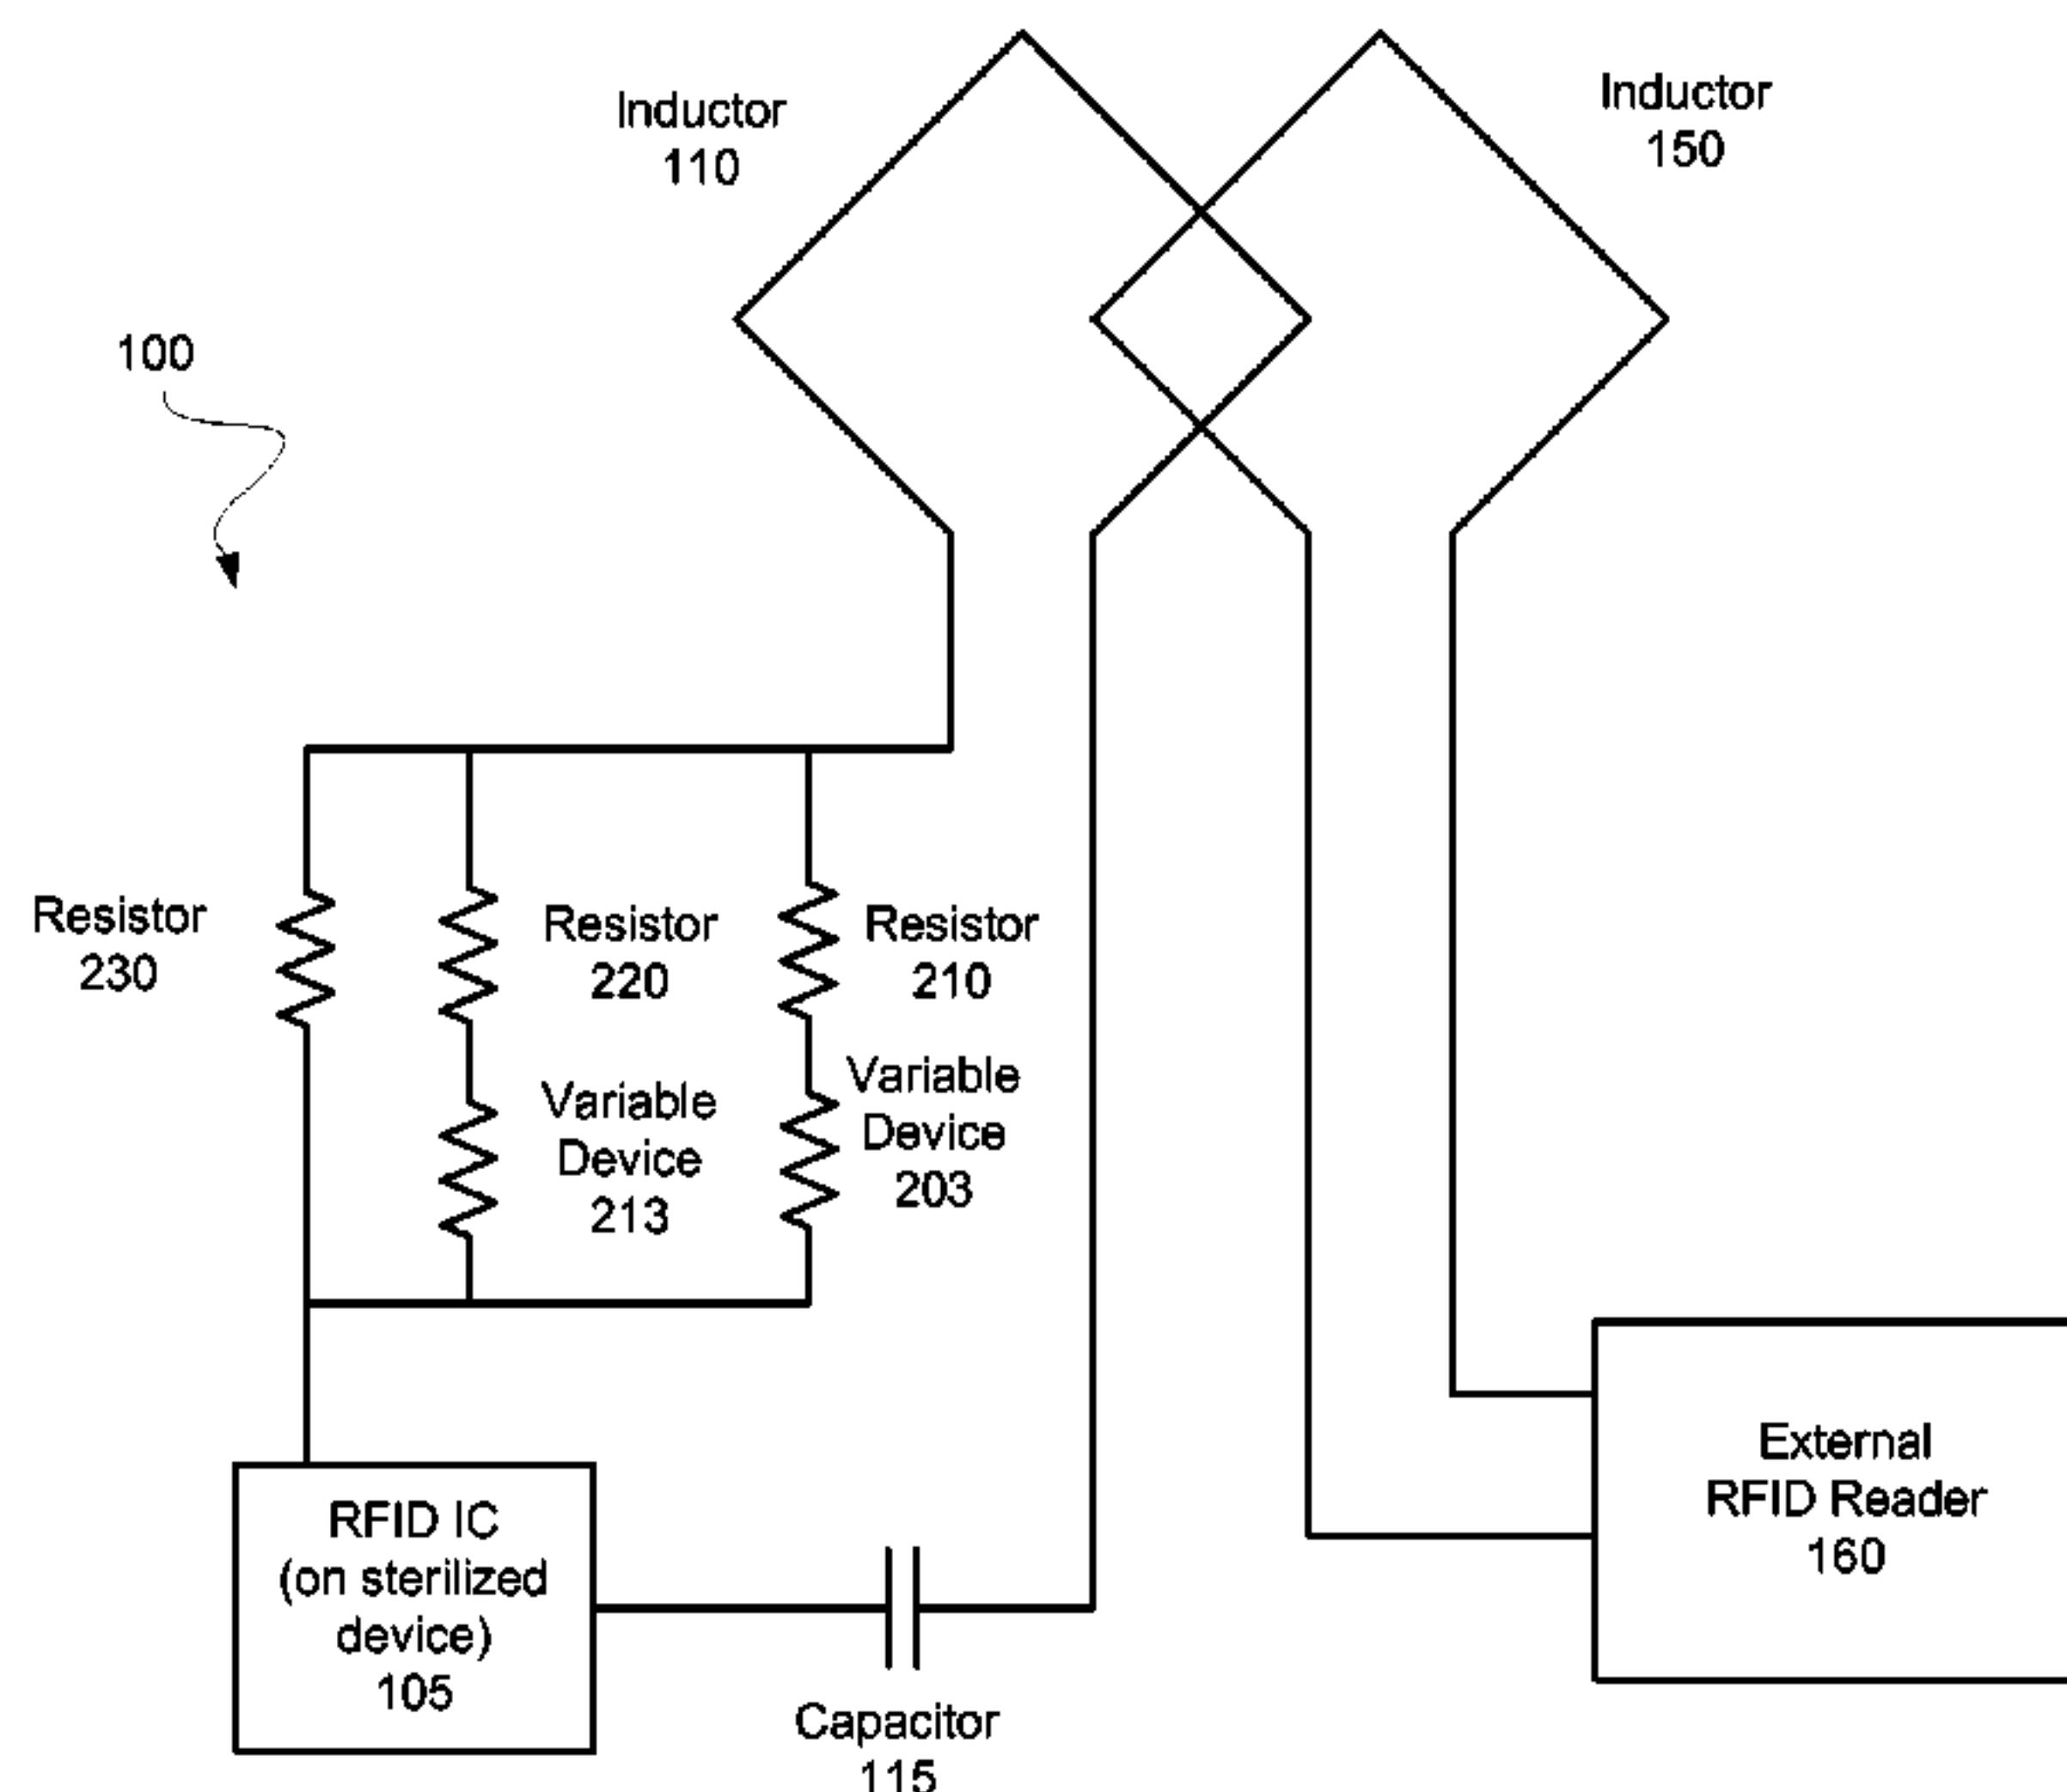 Inductor
110
Inductor
150
100
Resistor
230
Resistor
220
Resistor
210
Variable
Device
213
Variable
Device
203
RFID IC
(on sterilized
device)
105
Capacitor
115
External
RFID Reader
160